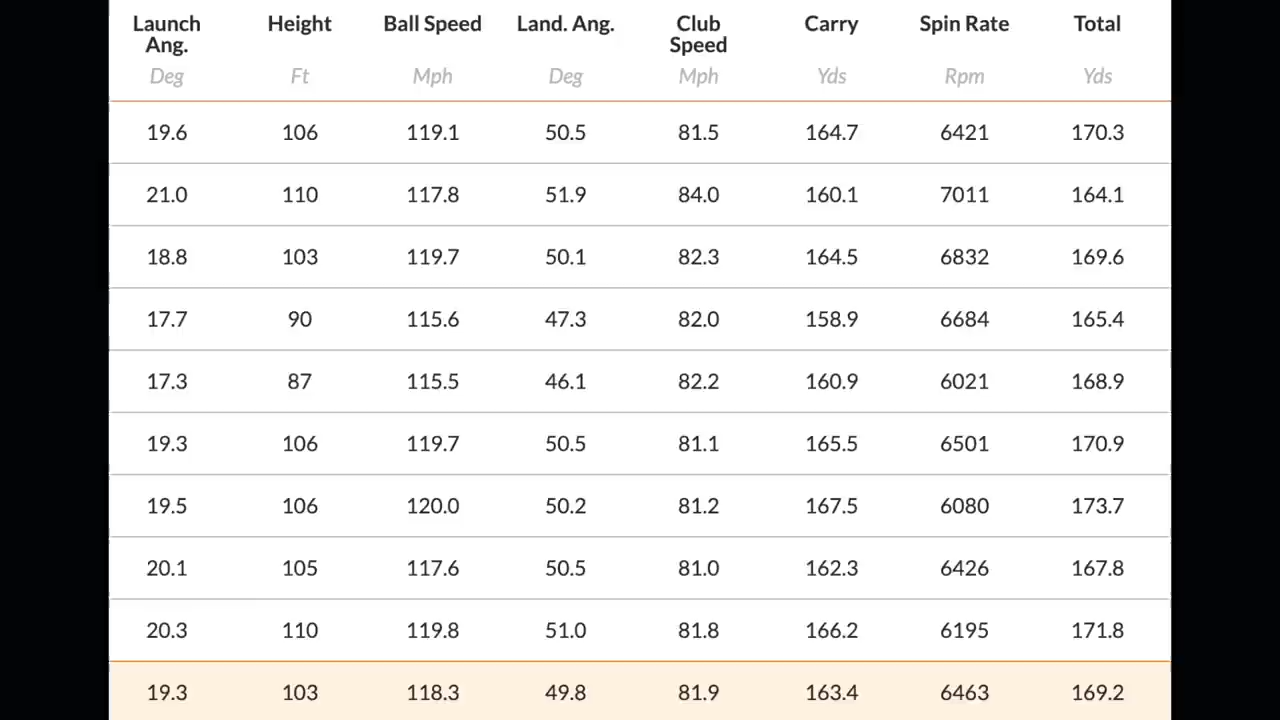 Launch Ang. Height Ball Speed Land. Ang. Club Speed Carry Spin Rate Total
Deg Ft Mph Deg Mph Yds Rpm Yds
19.6 106 119.1 50.5 81.5 164.7 6421 170.3
21.0 110 117.8 51.9 84.0 160.1 7011 164.1
18.8 103 119.7 50.1 82.3 164.5 6832 169.6
17.7 90 115.6 47.3 82.0 158.9 6684 165.4
17.3 87 115.5 46.1 82.2 160.9 6021 168.9
19.3 106 119.7 50.5 81.1 165.5 6501 170.9
19.5 106 120.0 50.2 81.2 167.5 6080 173.7
20.1 105 117.6 50.5 81.0 162.3 6426 167.8
20.3 110 119.8 51.0 81.8 166.2 6195 171.8
19.3 103 118.3 49.8 81.9 163.4 6463 169.2